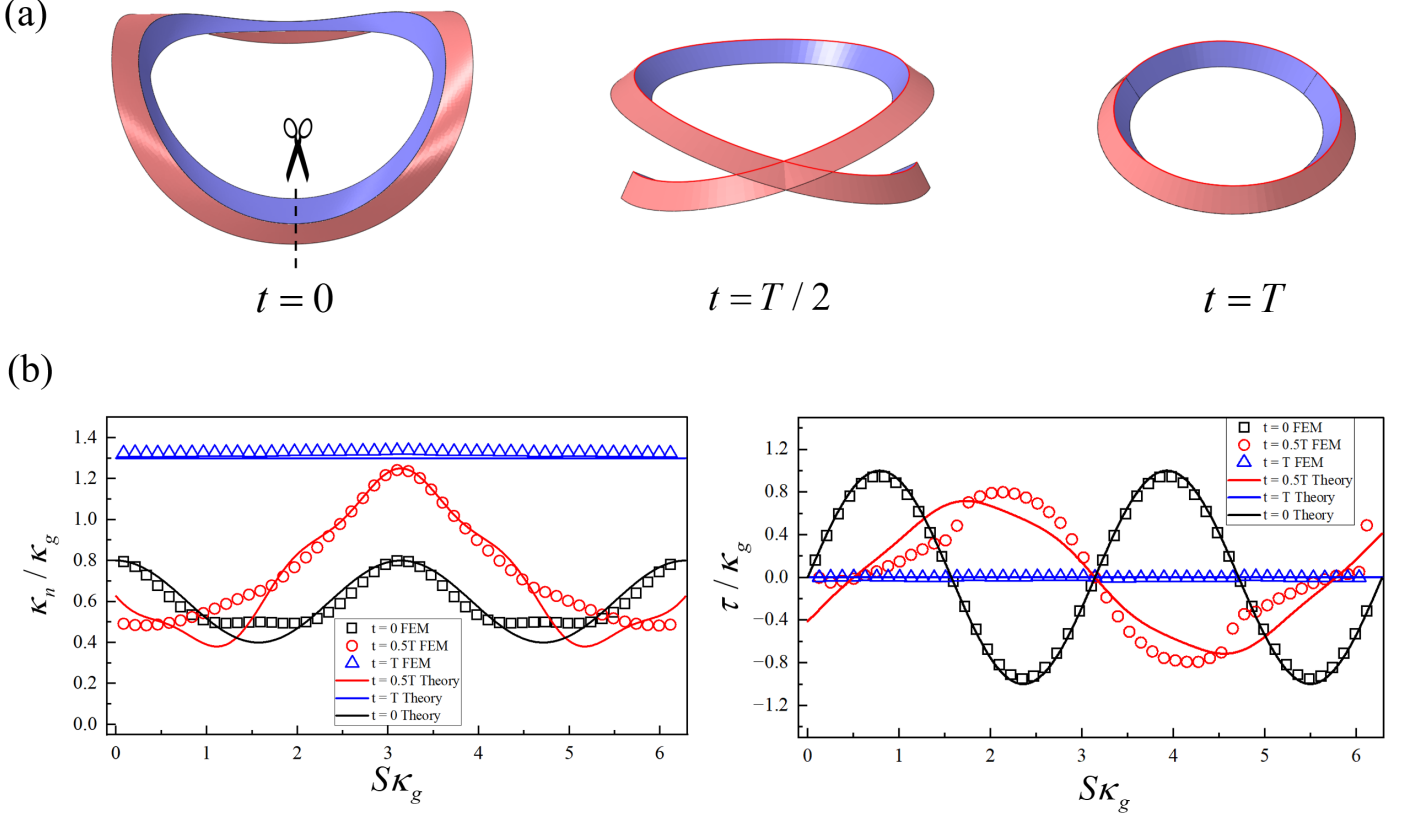 (a)
t = 0
t = T / 2
t = T
(b)
κn / κg
1.4
1.2
1.0
0.8
0.6
0.4
0.2
0.0
t = 0 FEM
t = 0.5T FEM
t = T FEM
t = 0.5T Theory
t = T Theory
t = 0 Theory
0 1 2 3 4 5 6
Sκg
τ / κg
1.2
0.8
0.4
0.0
−0.4
−0.8
−1.2
t = 0 FEM
t = 0.5T FEM
t = T FEM
t = 0.5T Theory
t = T Theory
t = 0 Theory
0 1 2 3 4 5 6
Sκg